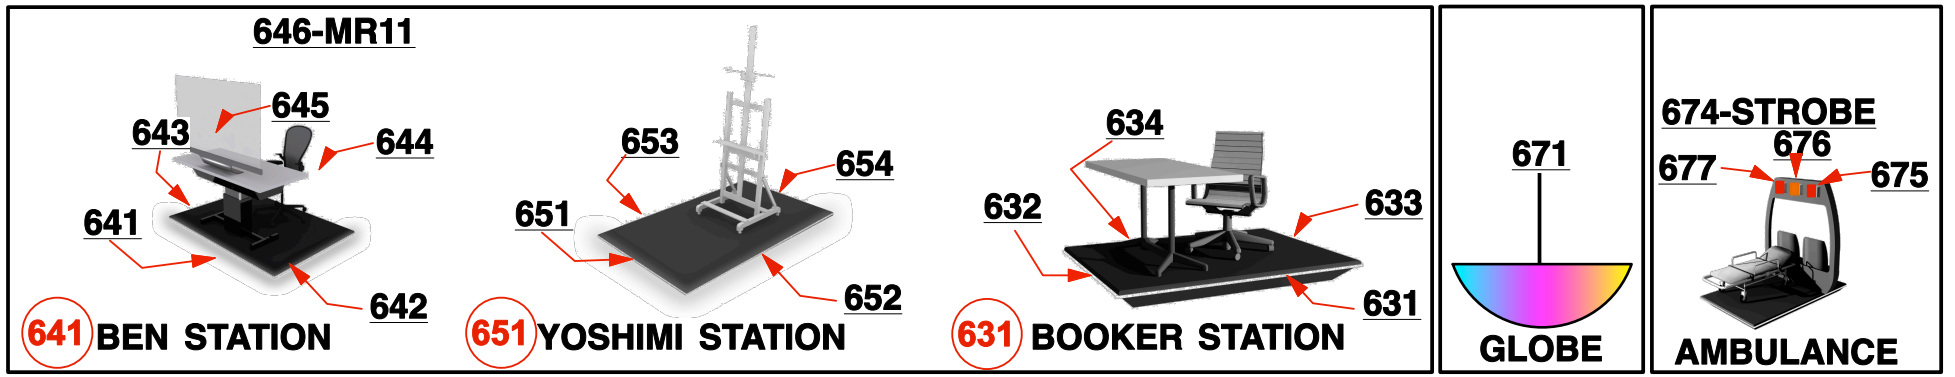 646-MR11
645
643
644
641
642
641 BEN STATION
653
654
651
652
651 YOSHIMI STATION
634
632
633
631
631 BOOKER STATION
671
GLOBE
674-STROBE
676
677
675
AMBULANCE